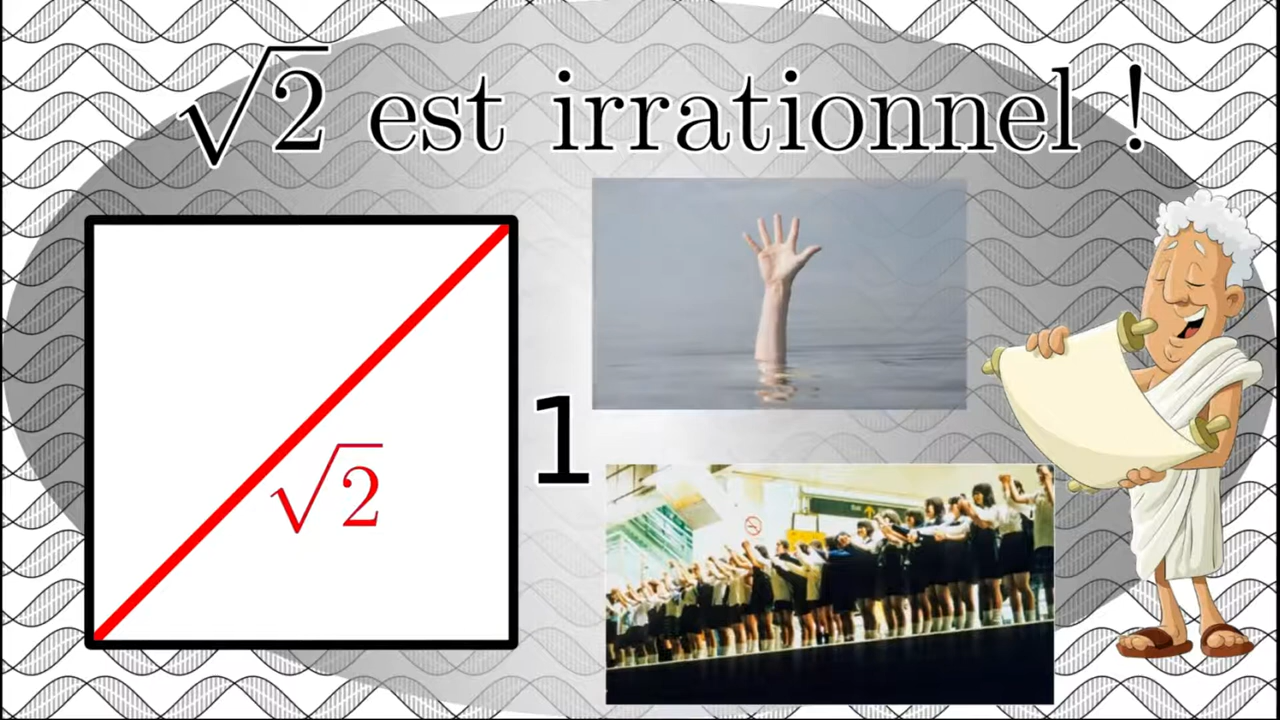 √2 est irrationnel !
1
√2